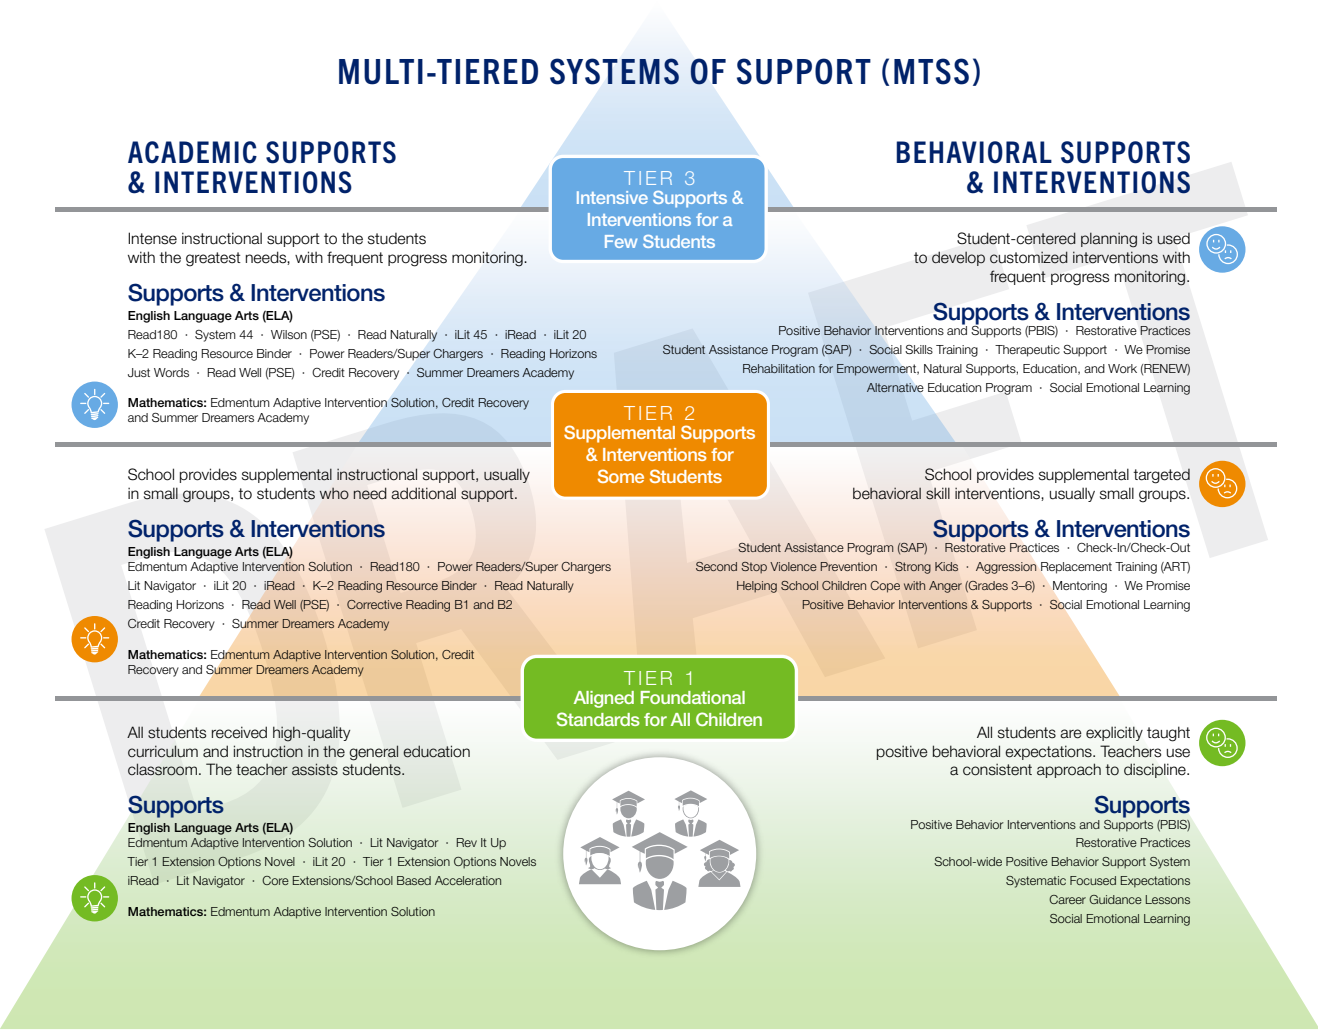 MULTI-TIERED SYSTEMS OF SUPPORT (MTSS)
ACADEMIC SUPPORTS
& INTERVENTIONS
BEHAVIORAL SUPPORTS
& INTERVENTIONS
TIER 3
Intensive Supports &
Interventions for a
Few Students
Intense instructional support to the students
with the greatest needs, with frequent progress monitoring.
Supports & Interventions
English Language Arts (ELA)
Read180 · System 44 · Wilson (PSE) · Read Naturally · iLit 45 · iRead · iLit 20
K–2 Reading Resource Binder · Power Readers/Super Chargers · Reading Horizons
Just Words · Read Well (PSE) · Credit Recovery · Summer Dreamers Academy
Mathematics: Edmentum Adaptive Intervention Solution, Credit Recovery
and Summer Dreamers Academy
Student-centered planning is used
to develop customized interventions with
frequent progress monitoring.
Supports & Interventions
Positive Behavior Interventions and Supports (PBIS) · Restorative Practices
Student Assistance Program (SAP) · Social Skills Training · Therapeutic Support · We Promise
Rehabilitation for Empowerment, Natural Supports, Education, and Work (RENEW)
Alternative Education Program · Social Emotional Learning
TIER 2
Supplemental Supports
& Interventions for
Some Students
School provides supplemental instructional support, usually
in small groups, to students who need additional support.
Supports & Interventions
English Language Arts (ELA)
Edmentum Adaptive Intervention Solution · Read180 · Power Readers/Super Chargers
Lit Navigator · iLit 20 · iRead · K–2 Reading Resource Binder · Read Naturally
Reading Horizons · Read Well (PSE) · Corrective Reading B1 and B2
Credit Recovery · Summer Dreamers Academy
Mathematics: Edmentum Adaptive Intervention Solution, Credit
Recovery and Summer Dreamers Academy
School provides supplemental targeted
behavioral skill interventions, usually small groups.
Supports & Interventions
Student Assistance Program (SAP) · Restorative Practices · Check-In/Check-Out
Second Stop Violence Prevention · Strong Kids · Aggression Replacement Training (ART)
Helping School Children Cope with Anger (Grades 3–6) · Mentoring · We Promise
Positive Behavior Interventions & Supports · Social Emotional Learning
TIER 1
Aligned Foundational
Standards for All Children
All students received high-quality
curriculum and instruction in the general education
classroom. The teacher assists students.
Supports
English Language Arts (ELA)
Edmentum Adaptive Intervention Solution · Lit Navigator · Rev It Up
Tier 1 Extension Options Novel · iLit 20 · Tier 1 Extension Options Novels
iRead · Lit Navigator · Core Extensions/School Based Acceleration
Mathematics: Edmentum Adaptive Intervention Solution
All students are explicitly taught
positive behavioral expectations. Teachers use
a consistent approach to discipline.
Supports
Positive Behavior Interventions and Supports (PBIS)
Restorative Practices
School-wide Positive Behavior Support System
Systematic Focused Expectations
Career Guidance Lessons
Social Emotional Learning
DRAFT